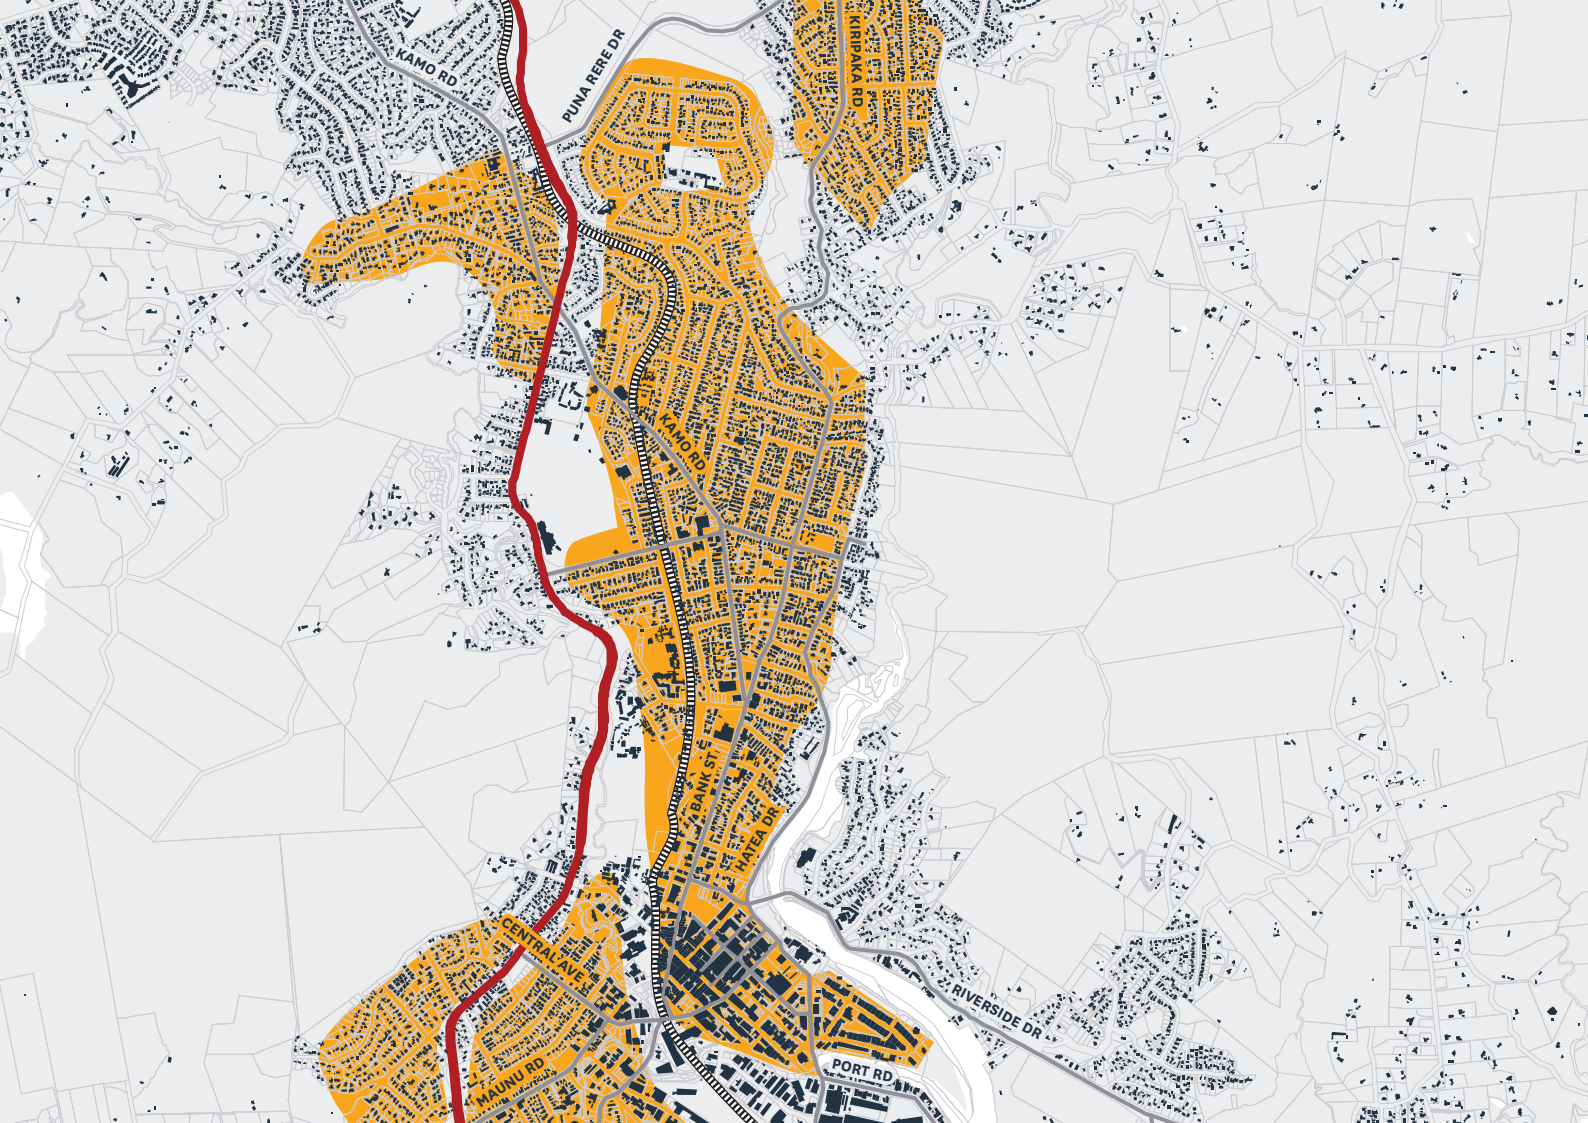 KIRIPAKA RD
PUNA RERE DR
KAMO RD
KAMO RD
BANK ST
HATEA DR
CENTRAL AVE
RIVERSIDE DR
MAUNU RD
PORT RD